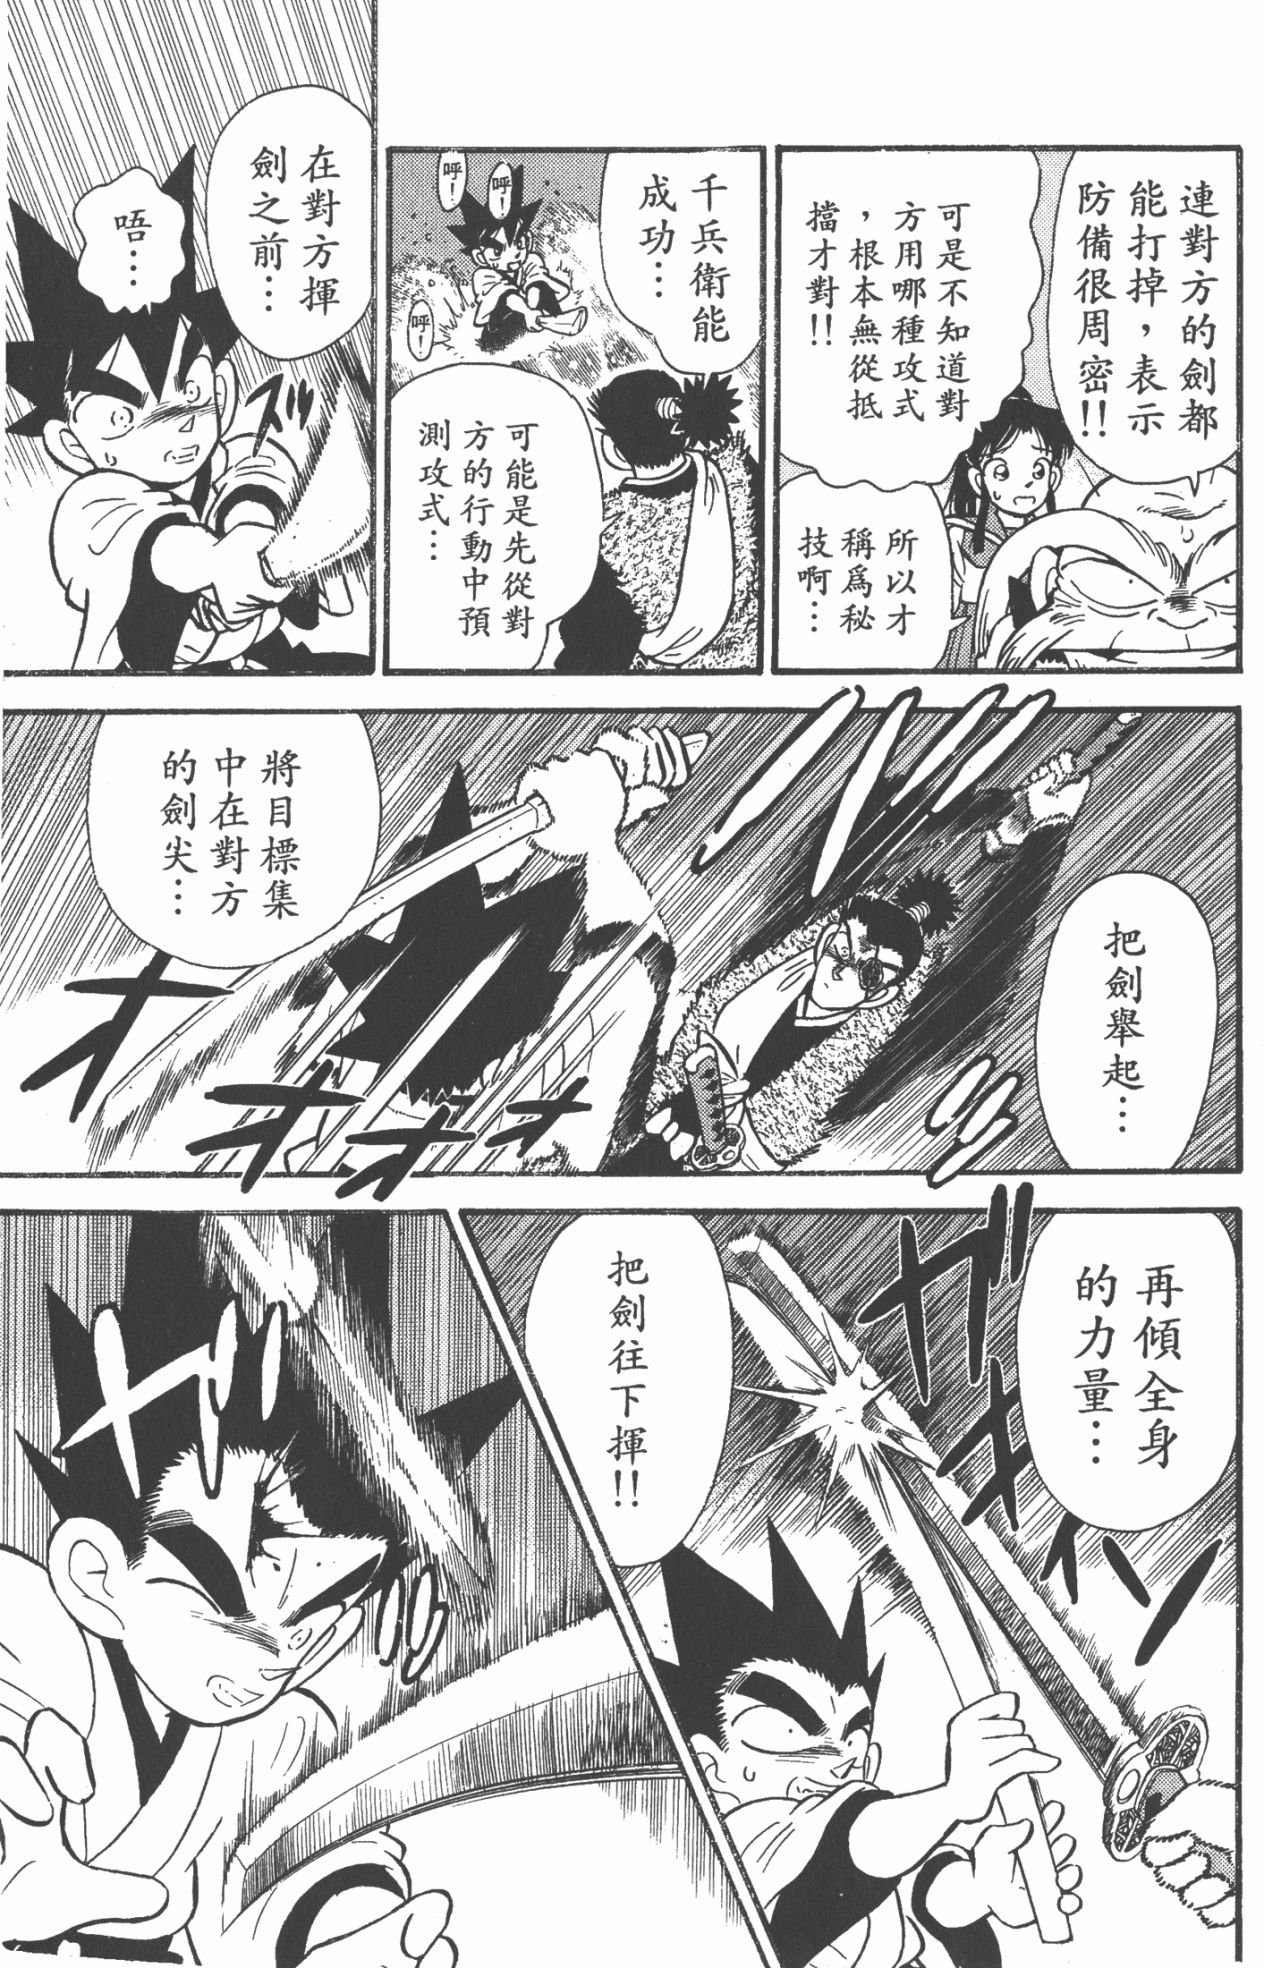 連對方的劍都
能打掉，表示
防備很周密!!
可是不知道對
方用哪種攻式
，根本無從抵
擋才對!!
所以才
稱爲秘
技啊…
千兵衛能
成功…
呼！
呼！
呼！
可能是先從對
方的行動中預
測攻式…
在對方揮
劍之前…
唔…
把劍舉起…
將目標集
中在對方
的劍尖…
再傾全身
的力量…
把劍往下揮!!